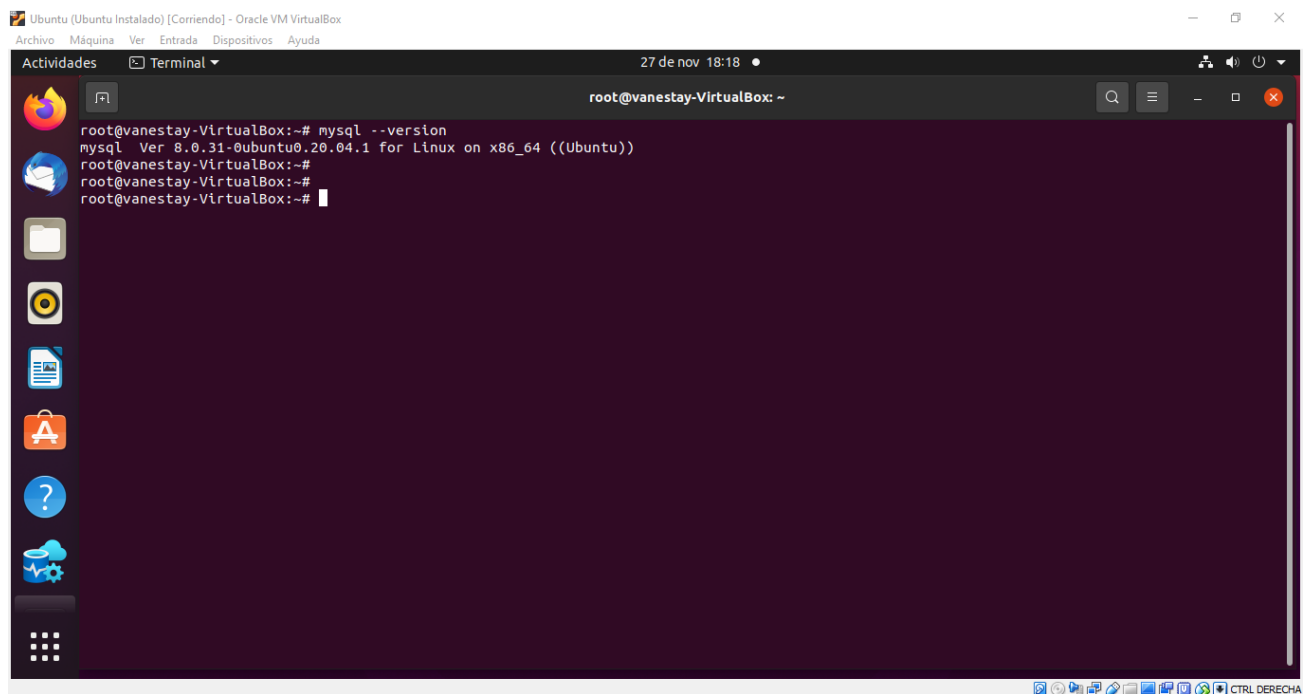 Ubuntu (Ubuntu Instalado) [Corriendo] - Oracle VM VirtualBox
Archivo Máquina Ver Entrada Dispositivos Ayuda
Actividades Terminal 27 de nov 18:18
root@vanestay-VirtualBox: ~
root@vanestay-VirtualBox:~# mysql --version
mysql  Ver 8.0.31-0ubuntu0.20.04.1 for Linux on x86_64 ((Ubuntu))
root@vanestay-VirtualBox:~#
root@vanestay-VirtualBox:~#
root@vanestay-VirtualBox:~#
CTRL DERECHA